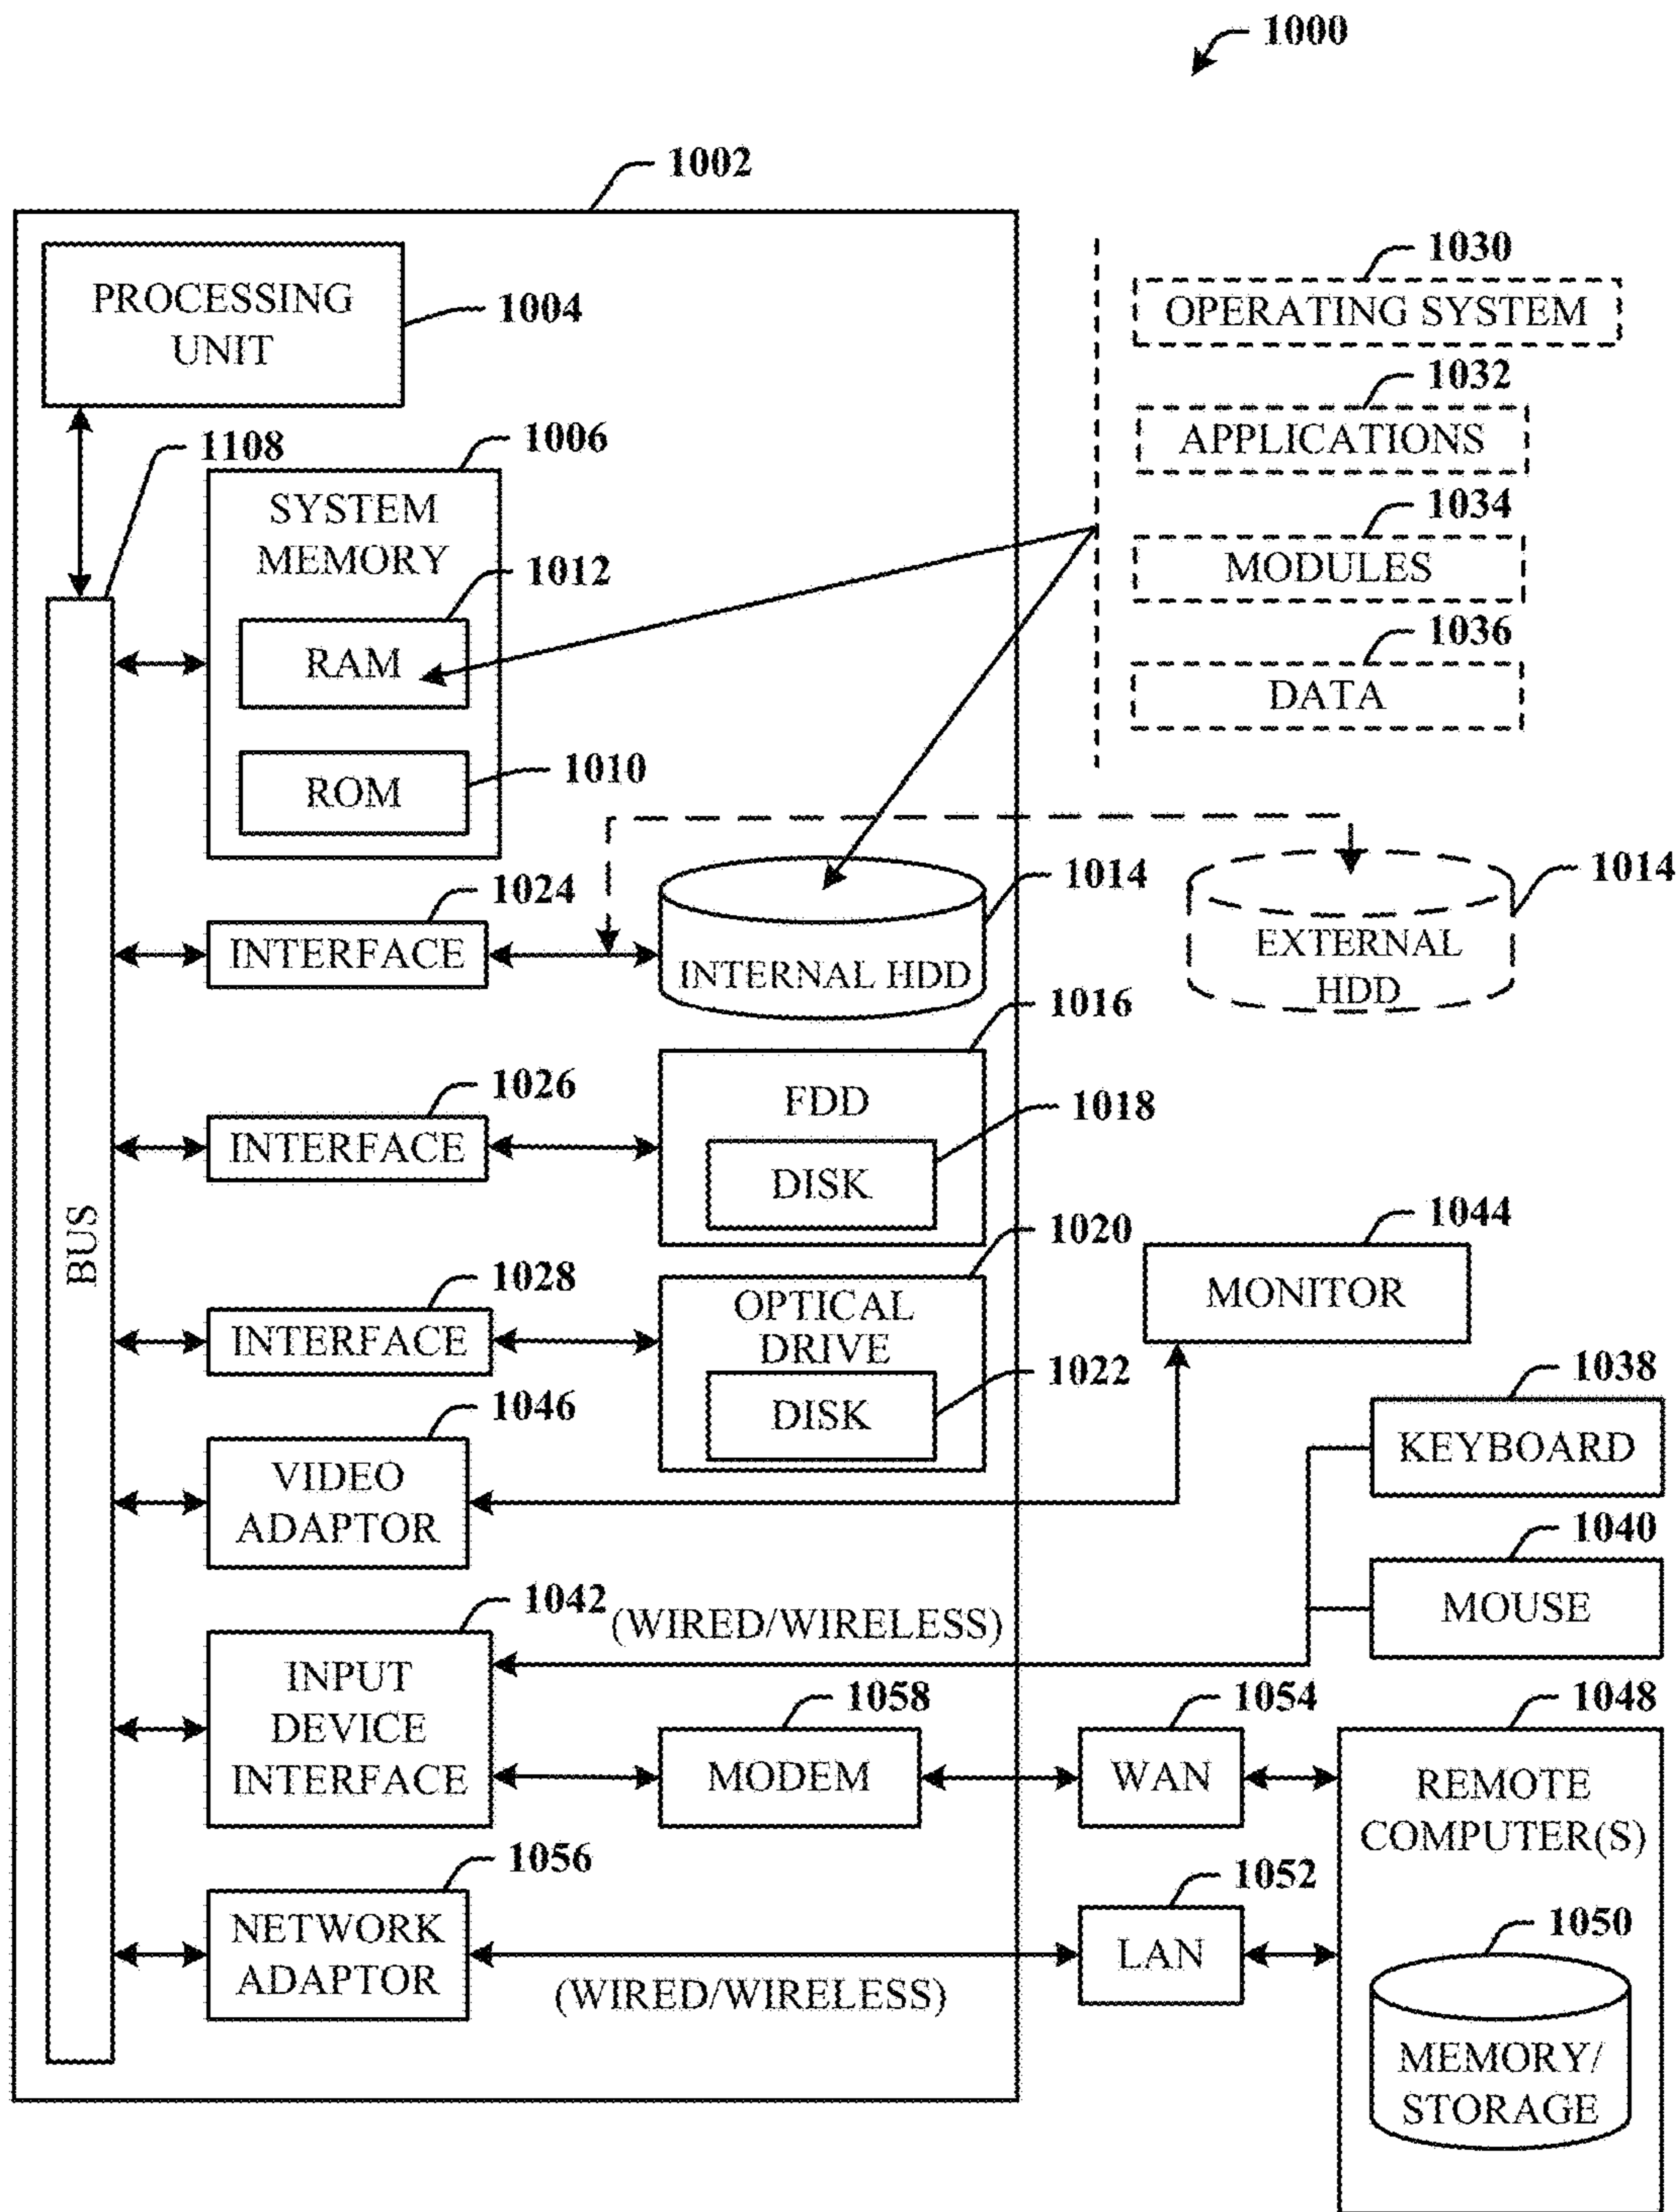 1000
1002
PROCESSING
UNIT
1004
1030
OPERATING SYSTEM
1032
APPLICATIONS
1034
MODULES
1036
DATA
1108
BUS
1006
SYSTEM
MEMORY
1012
RAM
1010
ROM
1024
INTERFACE
1014
INTERNAL HDD
1014
EXTERNAL
HDD
1026
INTERFACE
1016
FDD
1018
DISK
1028
INTERFACE
1020
OPTICAL
DRIVE
1022
DISK
1044
MONITOR
1046
VIDEO
ADAPTOR
1038
KEYBOARD
1040
MOUSE
1042
(WIRED/WIRELESS)
INPUT
DEVICE
INTERFACE
1058
MODEM
1054
WAN
1048
REMOTE
COMPUTER(S)
1056
NETWORK
ADAPTOR
(WIRED/WIRELESS)
1052
LAN
1050
MEMORY/
STORAGE